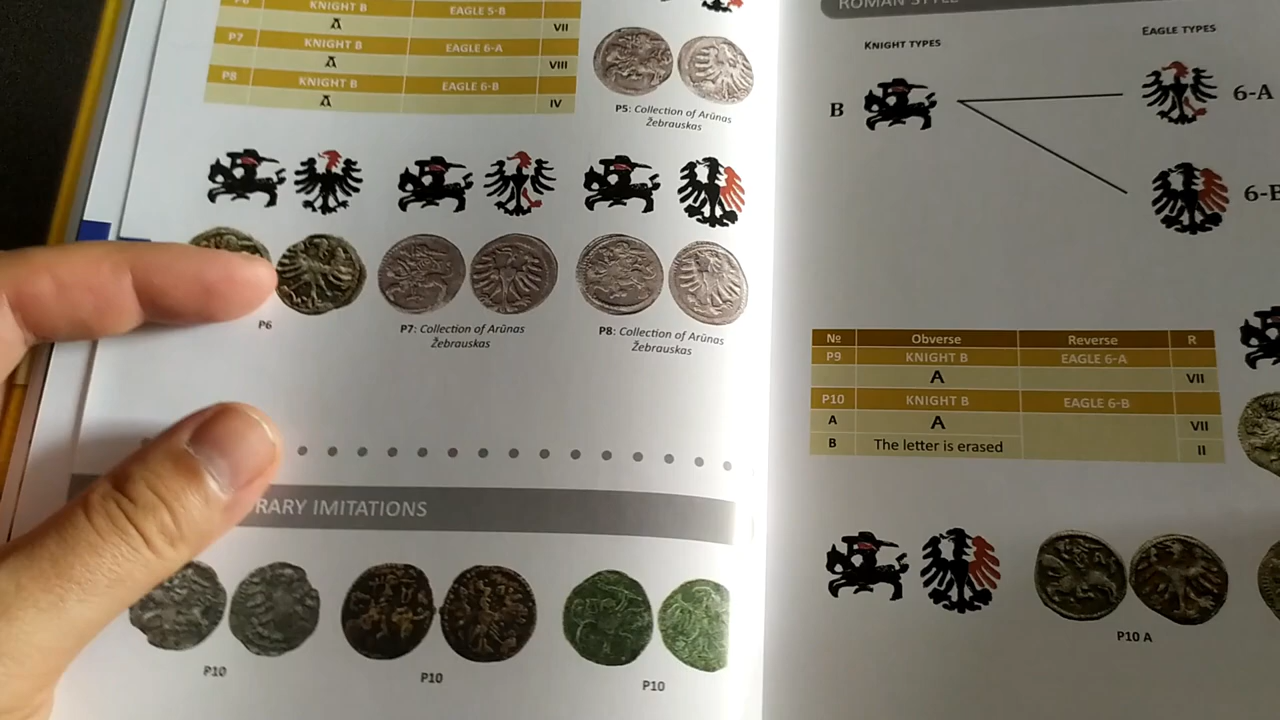 KNIGHT B EAGLE 5-B
Ā VII
P7 KNIGHT B EAGLE 6-A
Ā VIII
P8 KNIGHT B EAGLE 6-B
Ā IV
P5: Collection of Arūnas
Žebrauskas
P6
P7: Collection of Arūnas
Žebrauskas
P8: Collection of Arūnas
Žebrauskas
RARY IMITATIONS
P10
P10
P10
ROMAN STYLE
KNIGHT TYPES
EAGLE TYPES
B
6-A
6-B
№ Obverse Reverse R
P9 KNIGHT B EAGLE 6-A
A VII
P10 KNIGHT B EAGLE 6-B
A A VII
B The letter is erased II
P10 A